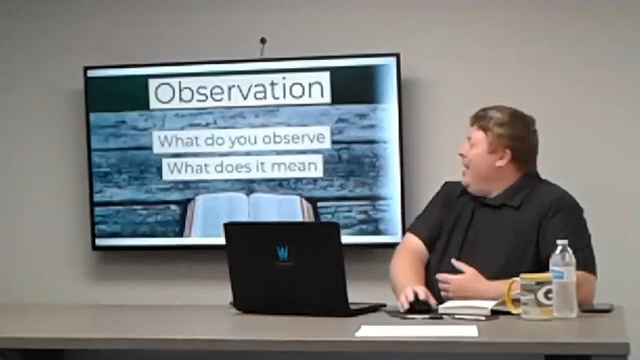 Observation
What do you observe
What does it mean